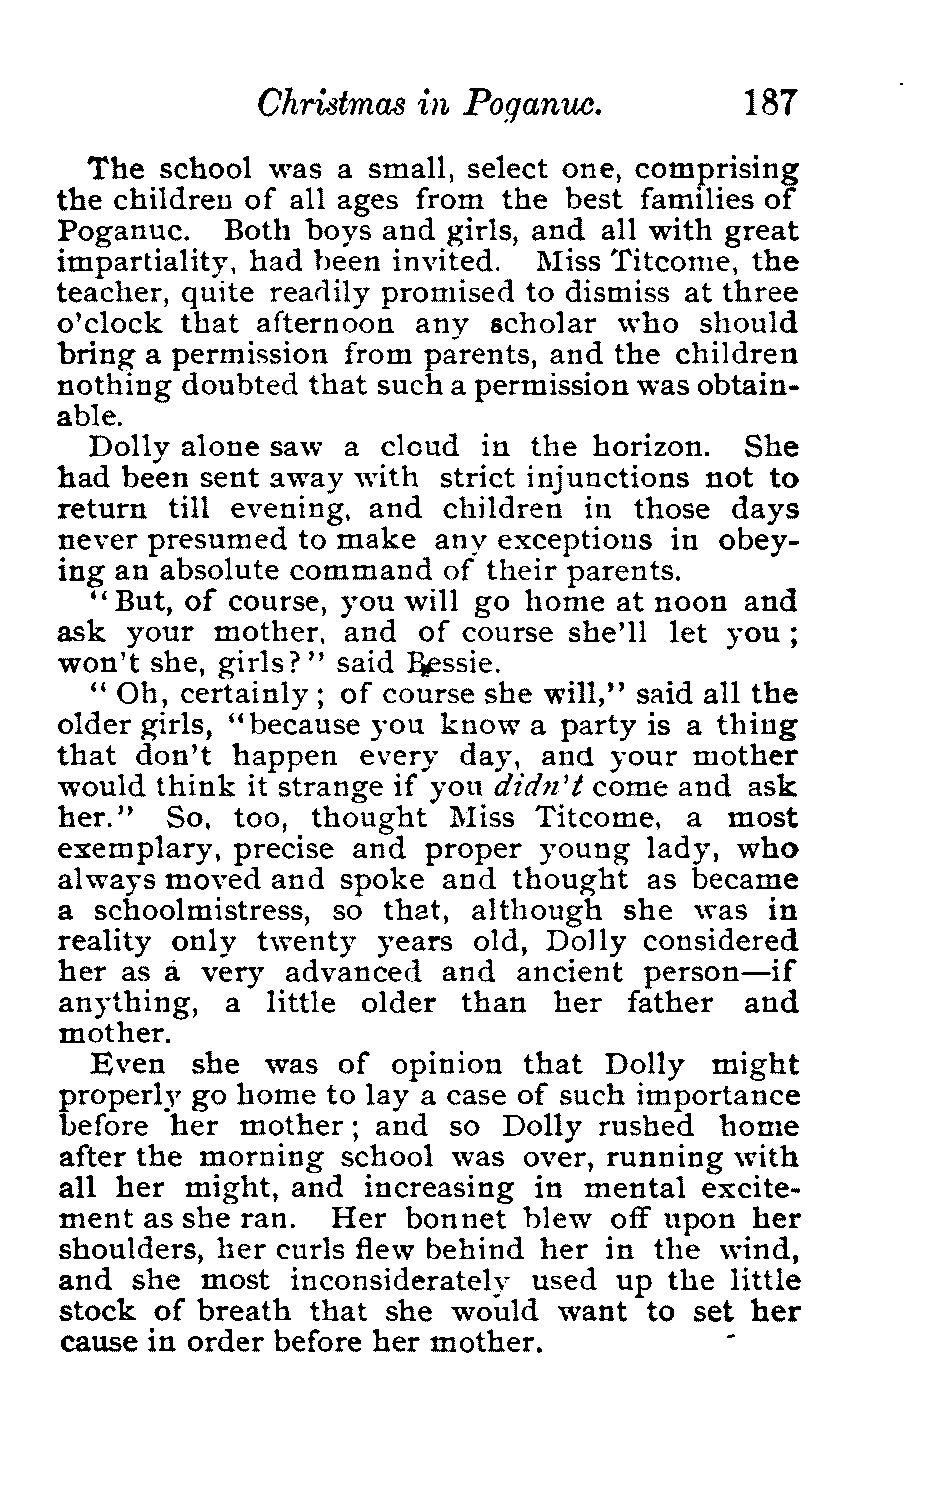 Christmas in Poganuc. 187
The school was a small, select one, comprising
the children of all ages from the best families of
Poganuc. Both boys and girls, and all with great
impartiality, had been invited. Miss Titcome, the
teacher, quite readily promised to dismiss at three
o'clock that afternoon any scholar who should
bring a permission from parents, and the children
nothing doubted that such a permission was obtain-
able.
Dolly alone saw a cloud in the horizon. She
had been sent away with strict injunctions not to
return till evening, and children in those days
never presumed to make any exceptions in obey-
ing an absolute command of their parents.
"But, of course, you will go home at noon and
ask your mother, and of course she'll let you;
won't she, girls?" said Bessie.
"Oh, certainly; of course she will," said all the
older girls, "because you know a party is a thing
that don't happen every day, and your mother
would think it strange if you didn't come and ask
her." So, too, thought Miss Titcome, a most
exemplary, precise and proper young lady, who
always moved and spoke and thought as became
a schoolmistress, so that, although she was in
reality only twenty years old, Dolly considered
her as a very advanced and ancient person—if
anything, a little older than her father and
mother.
Even she was of opinion that Dolly might
properly go home to lay a case of such importance
before her mother; and so Dolly rushed home
after the morning school was over, running with
all her might, and increasing in mental excite-
ment as she ran. Her bonnet blew off upon her
shoulders, her curls flew behind her in the wind,
and she most inconsiderately used up the little
stock of breath that she would want to set her
cause in order before her mother.